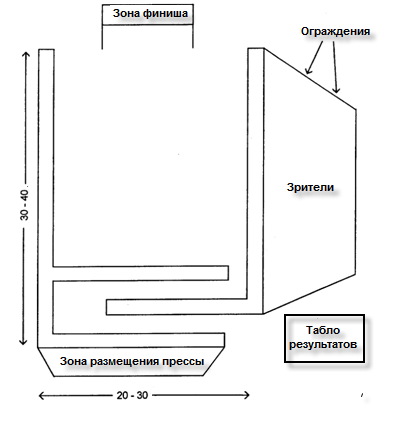 Зона финиша
Ограждения
30 - 40
Зрители
Табло
результатов
Зона размещения прессы
20 - 30